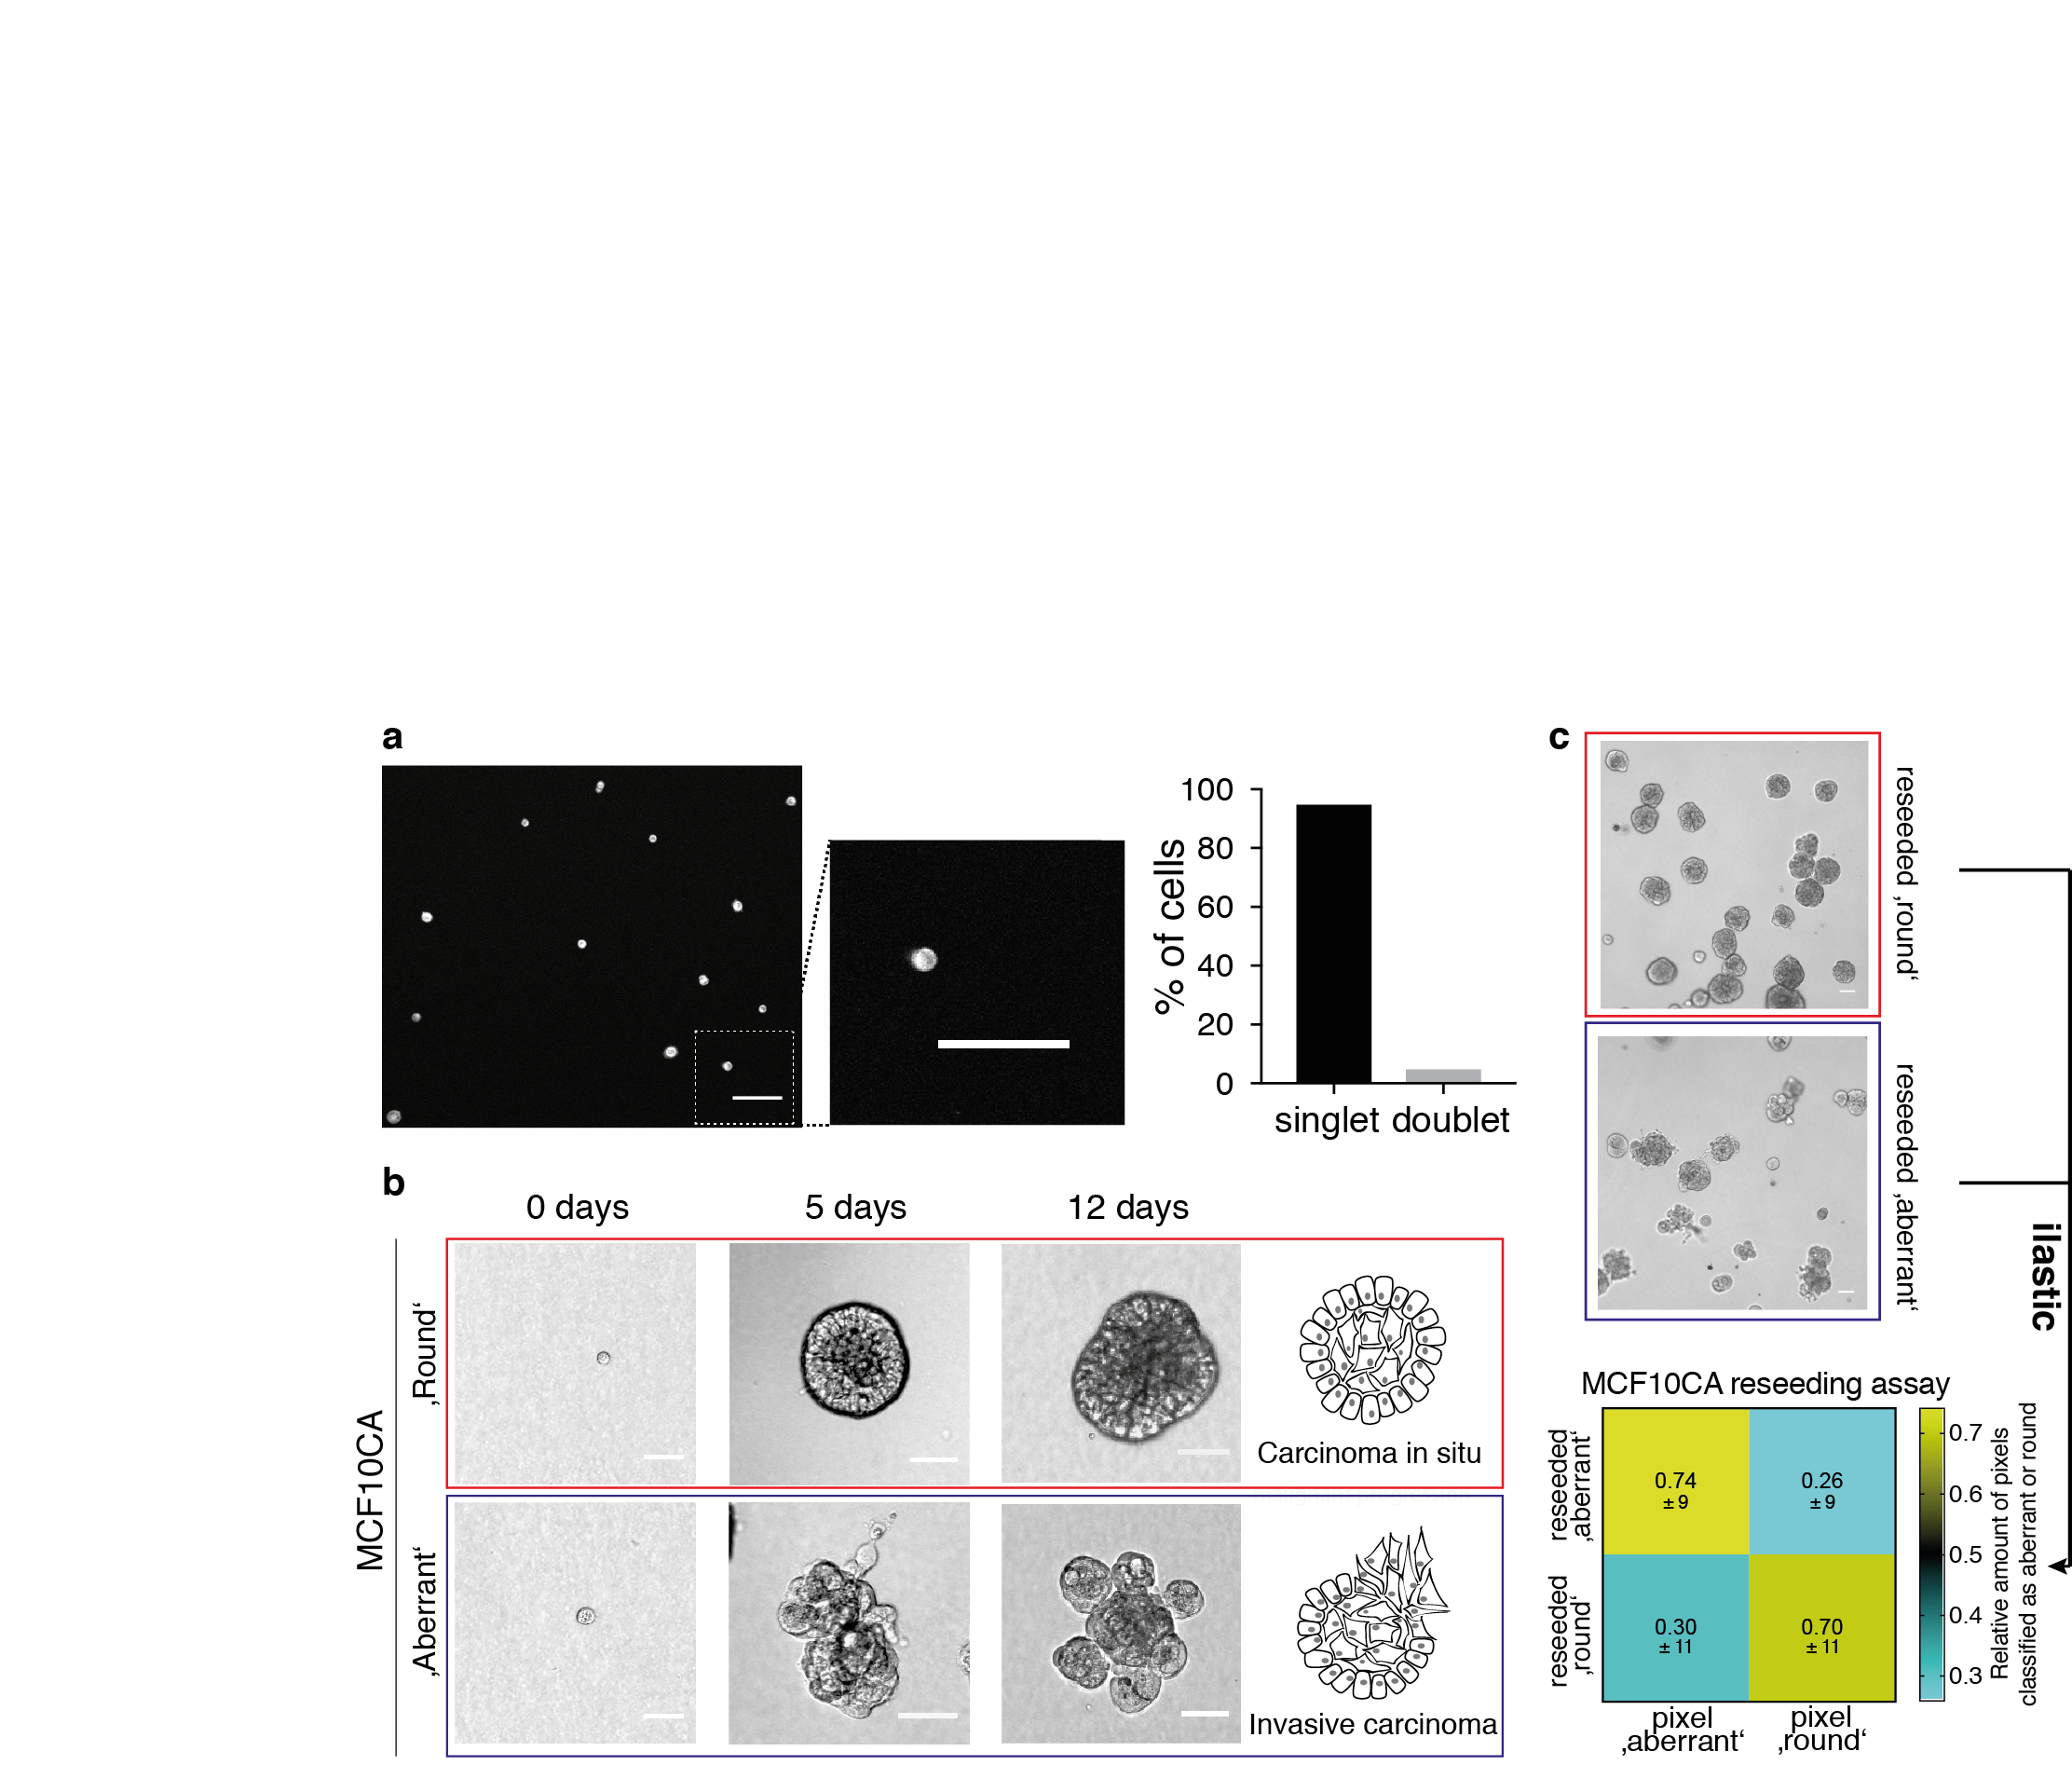 a
100
80
60
40
20
0
% of cells
singlet doublet
b
0 days
5 days
12 days
MCF10CA
‚Round‘
Carcinoma in situ
‚Aberrant‘
Invasive carcinoma
c
reseeded ‚round‘
reseeded ‚aberrant‘
ilastic
MCF10CA reseeding assay
reseeded
‚aberrant‘
0.74
± 9
0.26
± 9
reseeded
‚round‘
0.30
± 11
0.70
± 11
pixel
‚aberrant‘
pixel
‚round‘
0.7
0.6
0.5
0.4
0.3
Relative amount of pixels
classified as aberrant or round